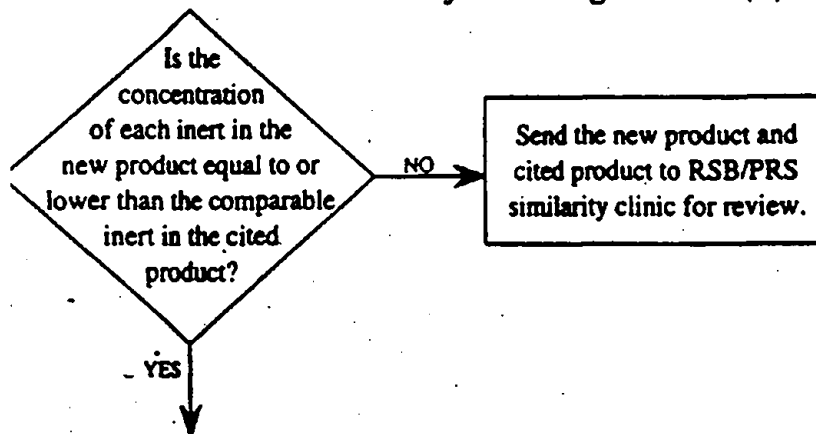 Is the
concentration
of each inert in the
new product equal to or
lower than the comparable
inert in the cited
product?
NO
Send the new product and
cited product to RSB/PRS
similarity clinic for review.
YES